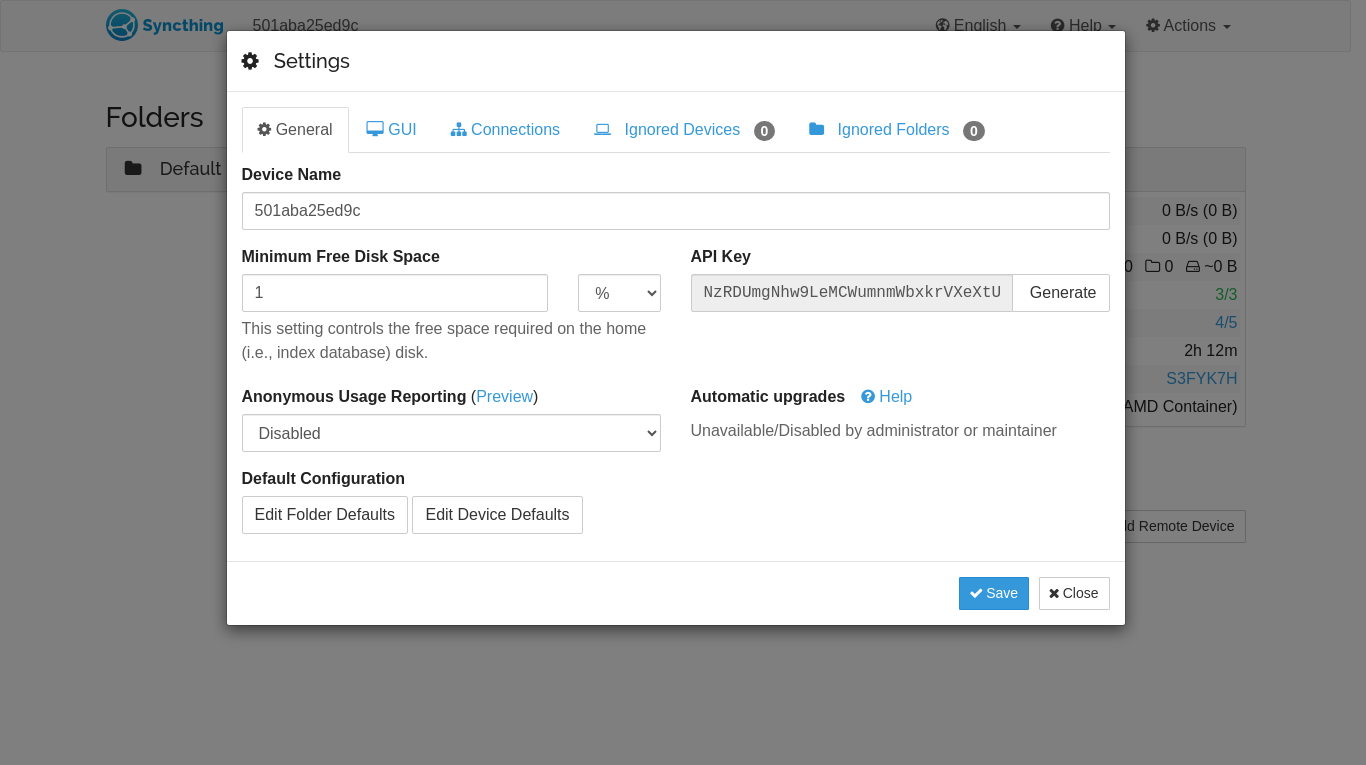 Syncthing 501aba25ed9c English Help Actions
Settings
Folders
General GUI Connections Ignored Devices 0 Ignored Folders 0
Default
Device Name
501aba25ed9c
0 B/s (0 B)
0 B/s (0 B)
Minimum Free Disk Space API Key
0 0 ~0 B
1 % NzRDUmgNhw9LeMCWumnmWbxkrVXeXtU Generate
3/3
This setting controls the free space required on the home
(i.e., index database) disk.
4/5
2h 12m
S3FYK7H
Anonymous Usage Reporting (Preview) Automatic upgrades Help
AMD Container)
Disabled Unavailable/Disabled by administrator or maintainer
Default Configuration
Edit Folder Defaults Edit Device Defaults
Remote Device
Save Close